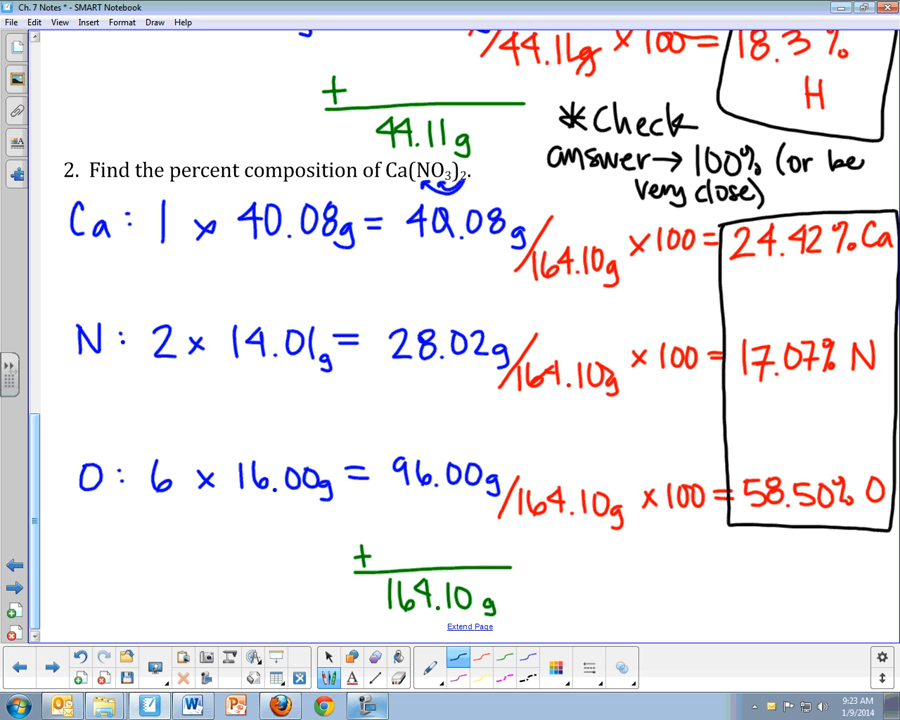 Ch. 7 Notes * - SMART Notebook
File Edit View Insert Format Draw Help
/44.11g × 100 = 18.3 %
H
+
44.11g
* Check
answer → 100% (or be
very close)
2. Find the percent composition of Ca(NO₃)₂.
Ca : 1 × 40.08g = 40.08g /164.10g × 100 = 24.42% Ca
N : 2 × 14.01g = 28.02g /164.10g × 100 = 17.07% N
O : 6 × 16.00g = 96.00g /164.10g × 100 = 58.50% O
+
164.10 g
Extend Page
9:23 AM
1/9/2014